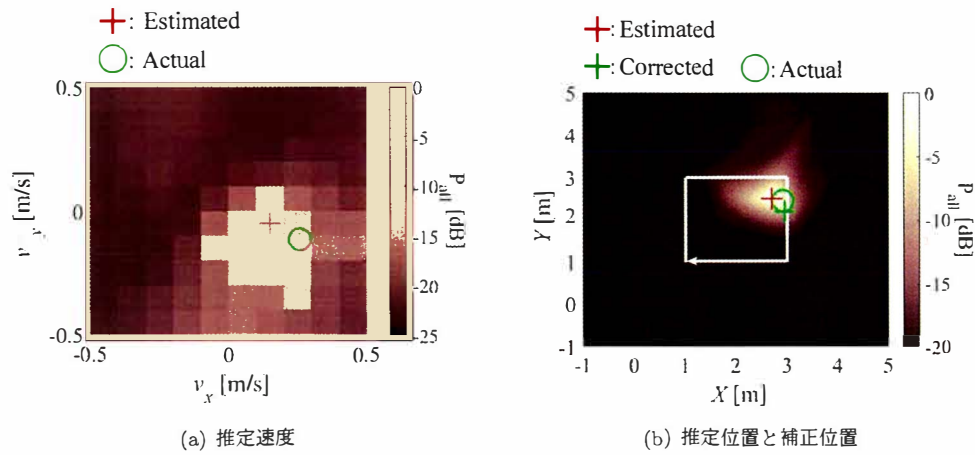 +: Estimated
○: Actual
0.5
0
-0.5
v_y [m/s]
-0.5 0 0.5
v_x [m/s]
0
-5
-10
-15
-20
-25
P_all [dB]
(a) 推定速度
+: Estimated
+: Corrected ○: Actual
5
4
3
2
1
0
-1
Y [m]
-1 0 1 2 3 4 5
X [m]
0
-5
-10
-15
-20
P_all [dB]
(b) 推定位置と補正位置